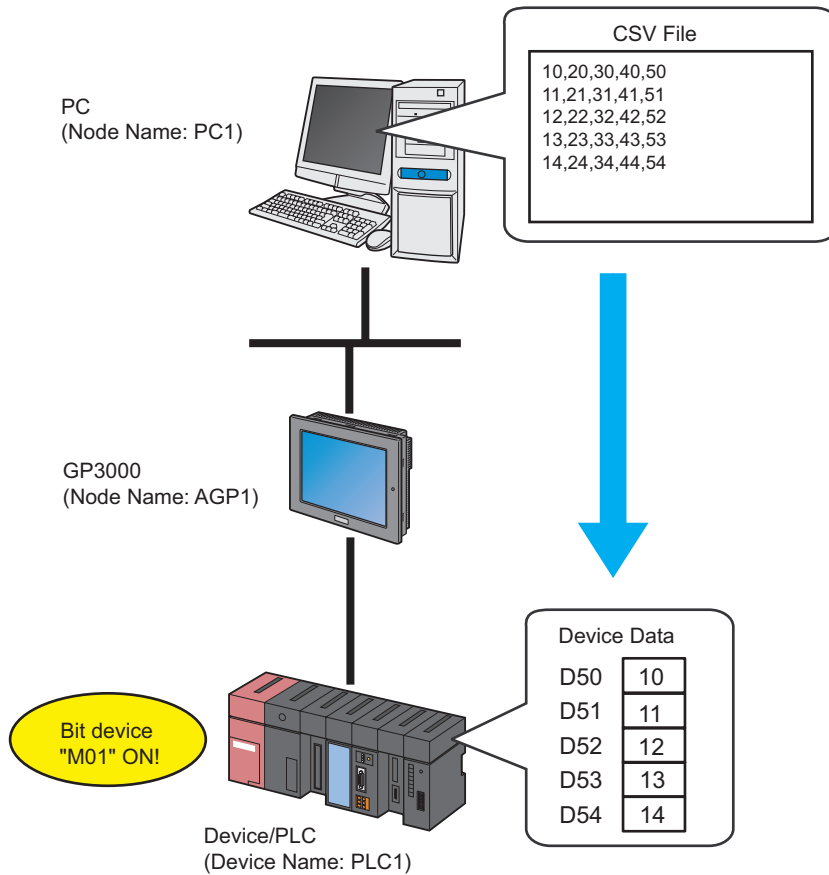 CSV File
10,20,30,40,50
11,21,31,41,51
12,22,32,42,52
13,23,33,43,53
14,24,34,44,54
PC
(Node Name: PC1)
GP3000
(Node Name: AGP1)
Device Data
D50 10
D51 11
D52 12
D53 13
D54 14
Bit device
"M01" ON!
Device/PLC
(Device Name: PLC1)